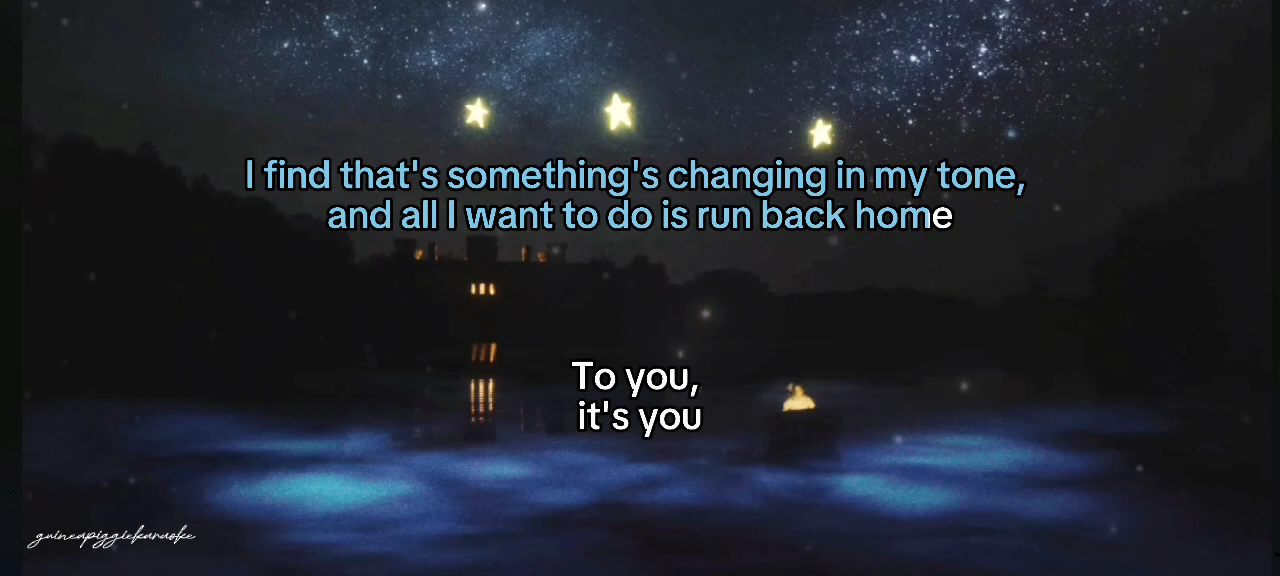 I find that's something's changing in my tone,
and all I want to do is run back home
To you,
it's you
guineapiggiekaraoke